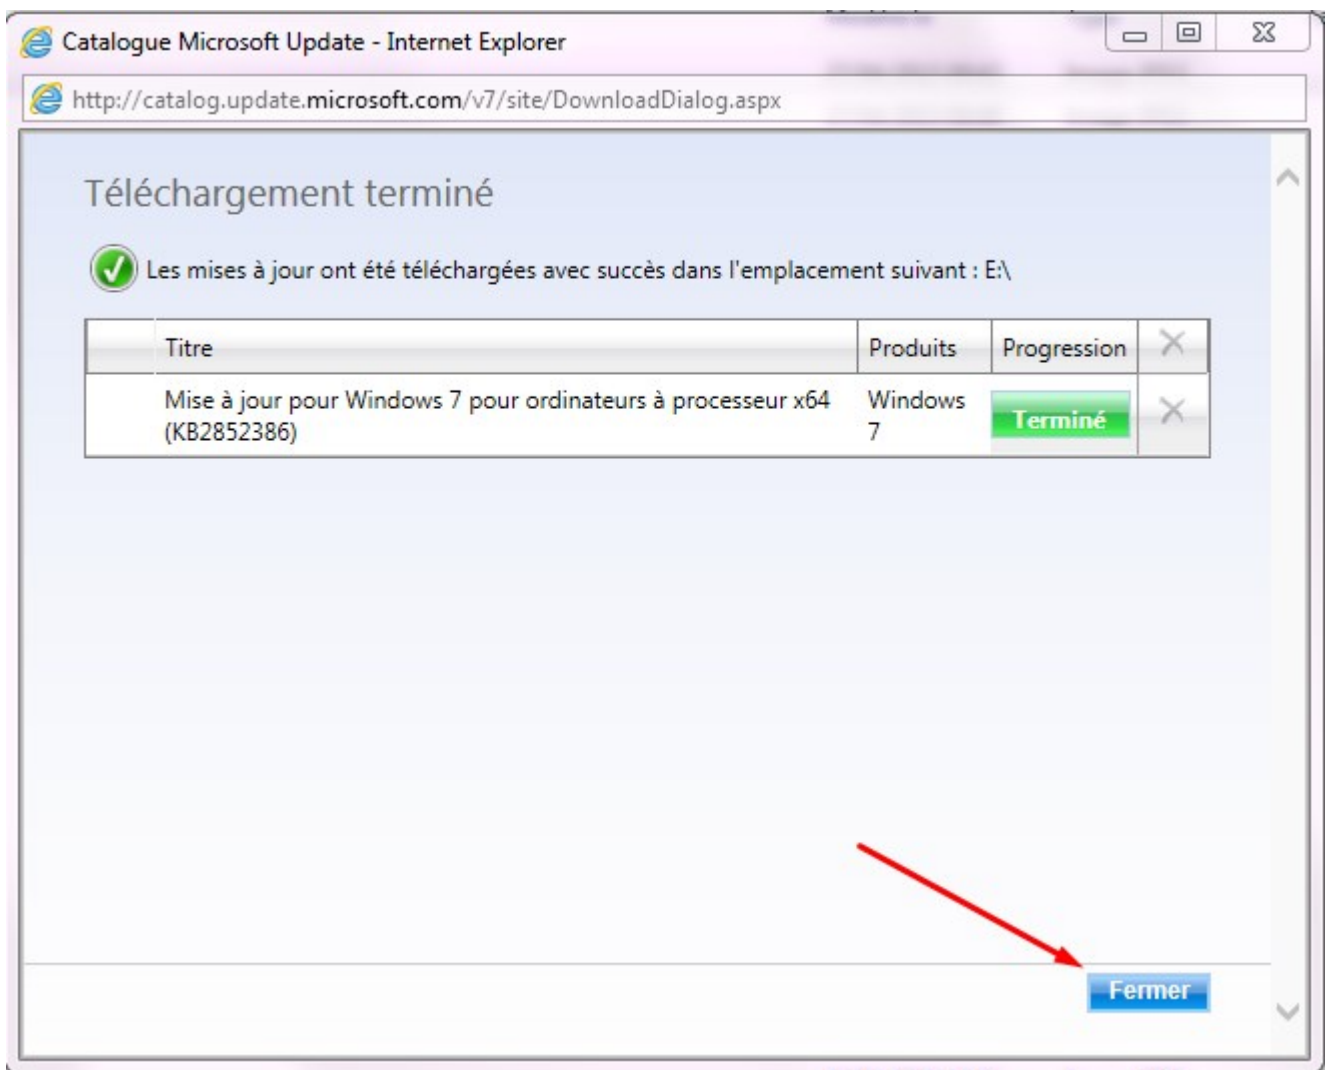 Catalogue Microsoft Update - Internet Explorer
http://catalog.update.microsoft.com/v7/site/DownloadDialog.aspx
Téléchargement terminé
Les mises à jour ont été téléchargées avec succès dans l'emplacement suivant : E:\
Titre Produits Progression
Mise à jour pour Windows 7 pour ordinateurs à processeur x64 Windows
(KB2852386) 7 Terminé
Fermer